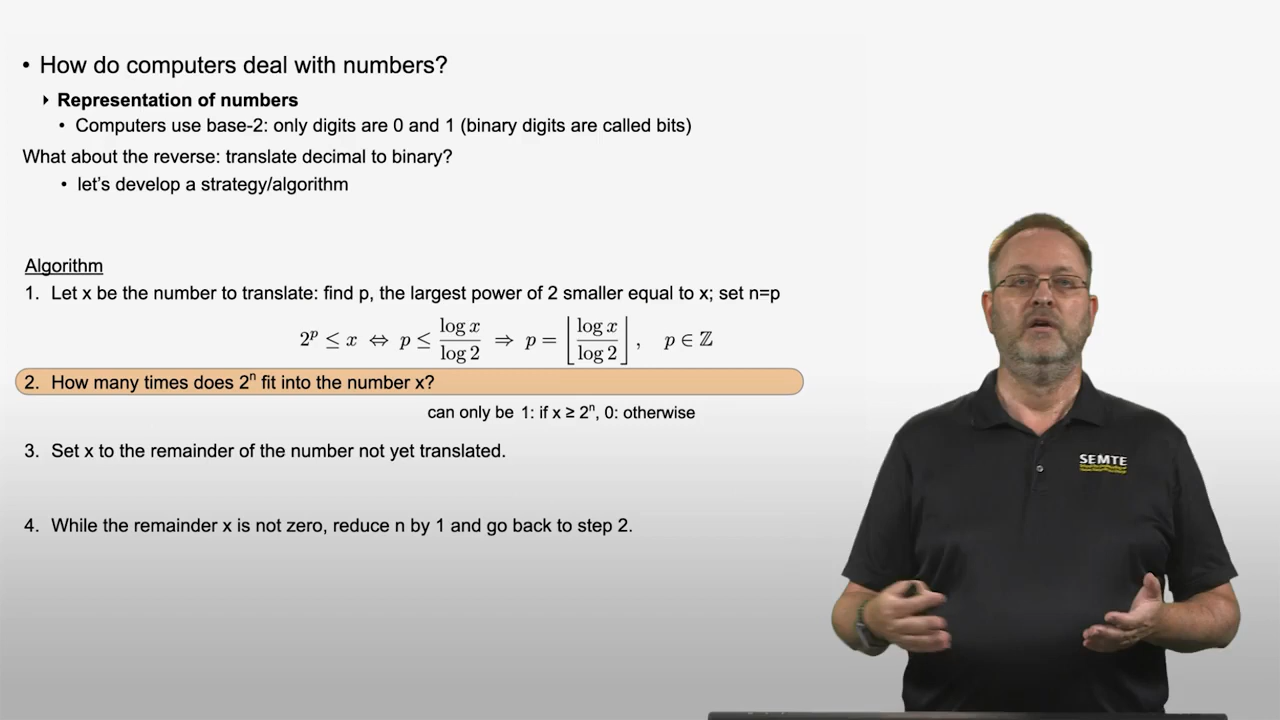 • How do computers deal with numbers?
‣ Representation of numbers
• Computers use base-2: only digits are 0 and 1 (binary digits are called bits)
What about the reverse: translate decimal to binary?
• let's develop a strategy/algorithm
Algorithm
1. Let x be the number to translate: find p, the largest power of 2 smaller equal to x; set n=p
2^p ≤ x ⇔ p ≤ log x / log 2 ⇒ p = ⌊log x / log 2⌋, p ∈ ℤ
2. How many times does 2^n fit into the number x?
can only be 1: if x ≥ 2^n, 0: otherwise
3. Set x to the remainder of the number not yet translated.
4. While the remainder x is not zero, reduce n by 1 and go back to step 2.
SEMTE